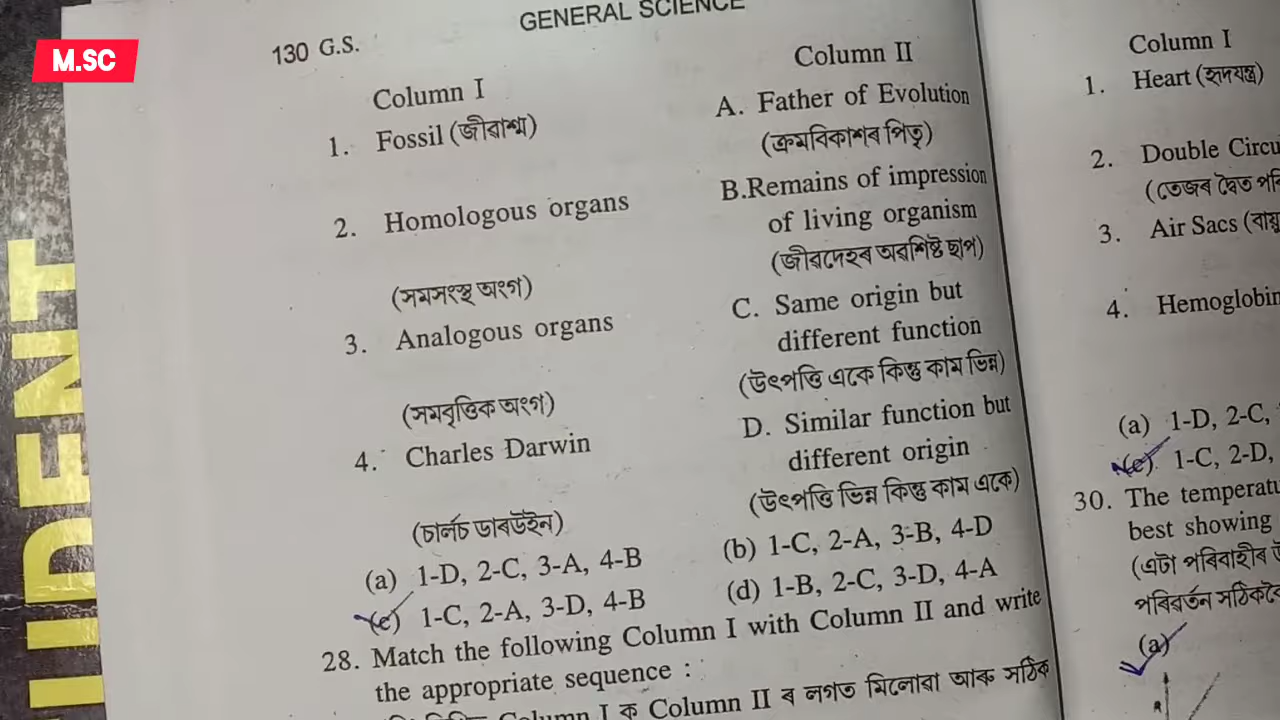 M.SC
GENERAL SCIENCE
130 G.S.
Column I
1. Fossil (জীৱাশ্ম)
2. Homologous organs
(সমসংস্থ অংগ)
3. Analogous organs
(সমবৃত্তিক অংগ)
4. Charles Darwin
(চাৰ্লচ ডাৰউইন)
Column II
A. Father of Evolution
(ক্ৰমবিকাশৰ পিতৃ)
B.Remains of impression
of living organism
(জীৱদেহৰ অৱশিষ্ট ছাপ)
C. Same origin but
different function
(উৎপত্তি একে কিন্তু কাম ভিন্ন)
D. Similar function but
different origin
(উৎপত্তি ভিন্ন কিন্তু কাম একে)
(a) 1-D, 2-C, 3-A, 4-B
(b) 1-C, 2-A, 3-B, 4-D
(c) 1-C, 2-A, 3-D, 4-B
(d) 1-B, 2-C, 3-D, 4-A
28. Match the following Column I with Column II and write
the appropriate sequence :
Column I ক Column II ৰ লগত মিলোৱা আৰু সঠিক
Column I
1. Heart (হৃদযন্ত্ৰ)
2. Double Circu
(তেজৰ দ্বৈত
3. Air Sacs
4. Hemoglobin
(a) 1-D, 2-C,
(c) 1-C, 2-D,
30. The temperatu
best showing
(এটা পৰিবাহীৰ
পৰিৱৰ্তন সঠিককৈ
(a)
UDENT